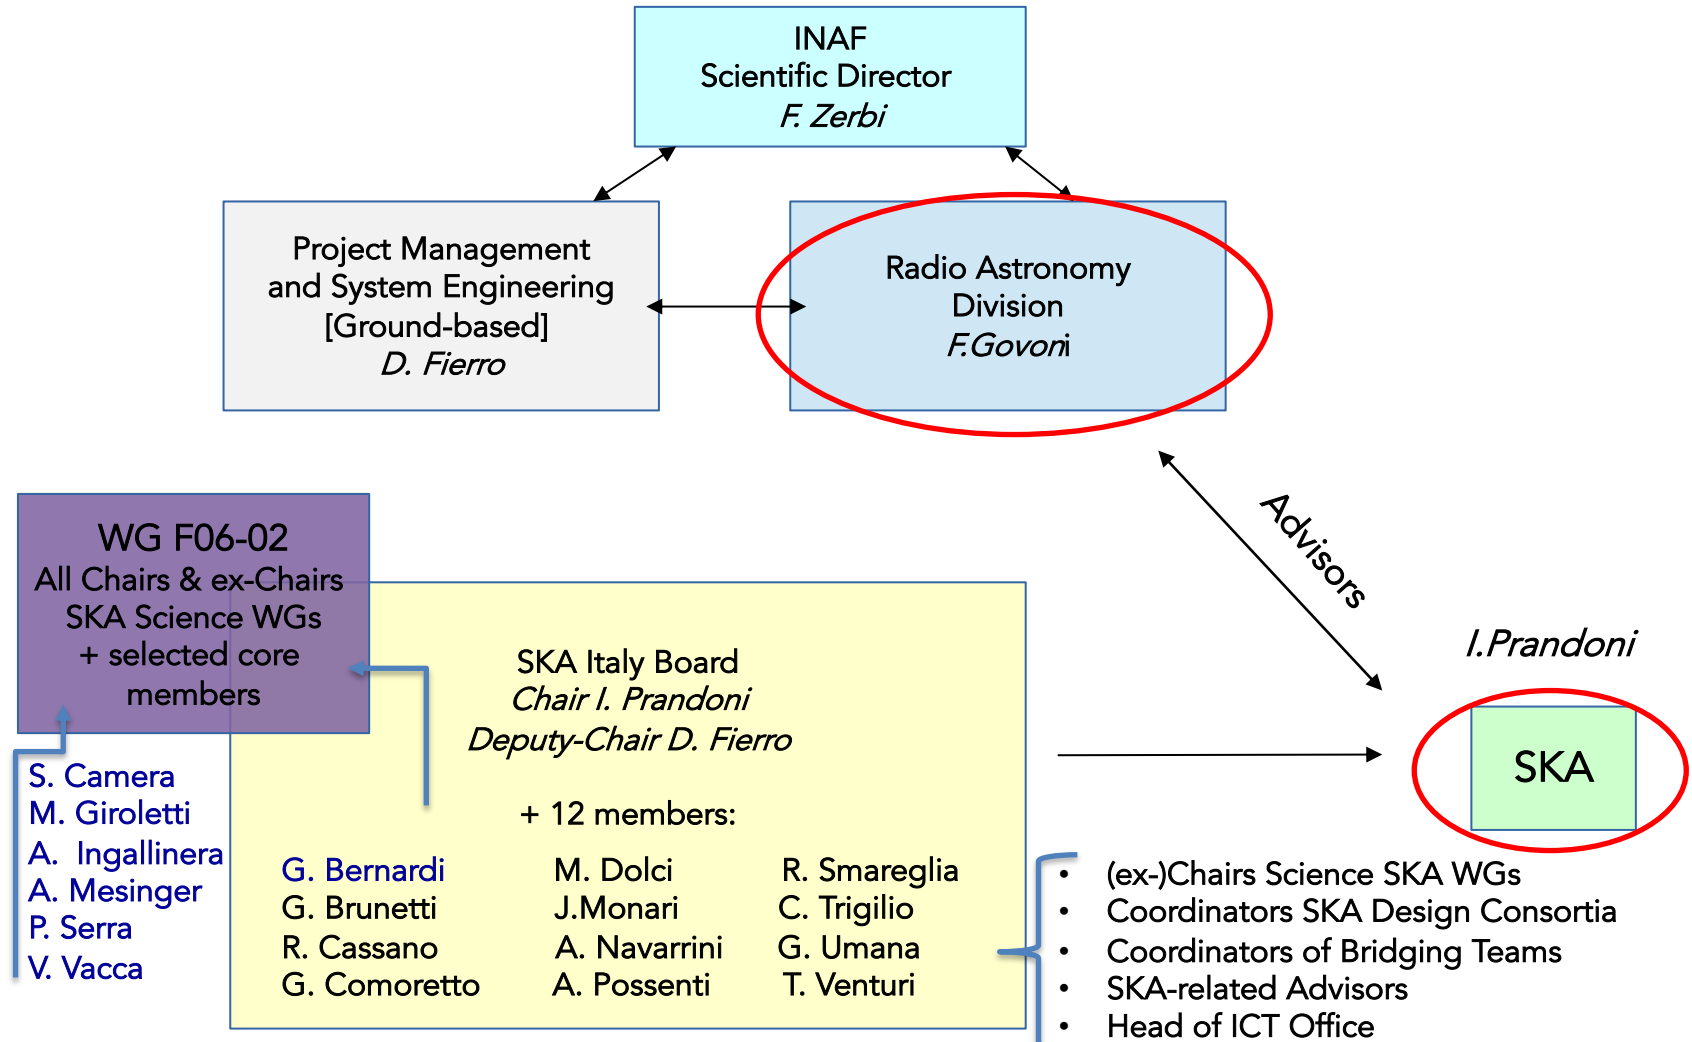 INAF
Scientific Director
F. Zerbi
Project Management
and System Engineering
[Ground-based]
D. Fierro
Radio Astronomy
Division
F.Govoni
Advisors
WG F06-02
All Chairs & ex-Chairs
SKA Science WGs
+ selected core
members
S. Camera
M. Giroletti
A. Ingallinera
A. Mesinger
P. Serra
V. Vacca
SKA Italy Board
Chair I. Prandoni
Deputy-Chair D. Fierro
+ 12 members:
G. Bernardi
G. Brunetti
R. Cassano
G. Comoretto
M. Dolci
J.Monari
A. Navarrini
A. Possenti
R. Smareglia
C. Trigilio
G. Umana
T. Venturi
I.Prandoni
SKA
• (ex-)Chairs Science SKA WGs
• Coordinators SKA Design Consortia
• Coordinators of Bridging Teams
• SKA-related Advisors
• Head of ICT Office